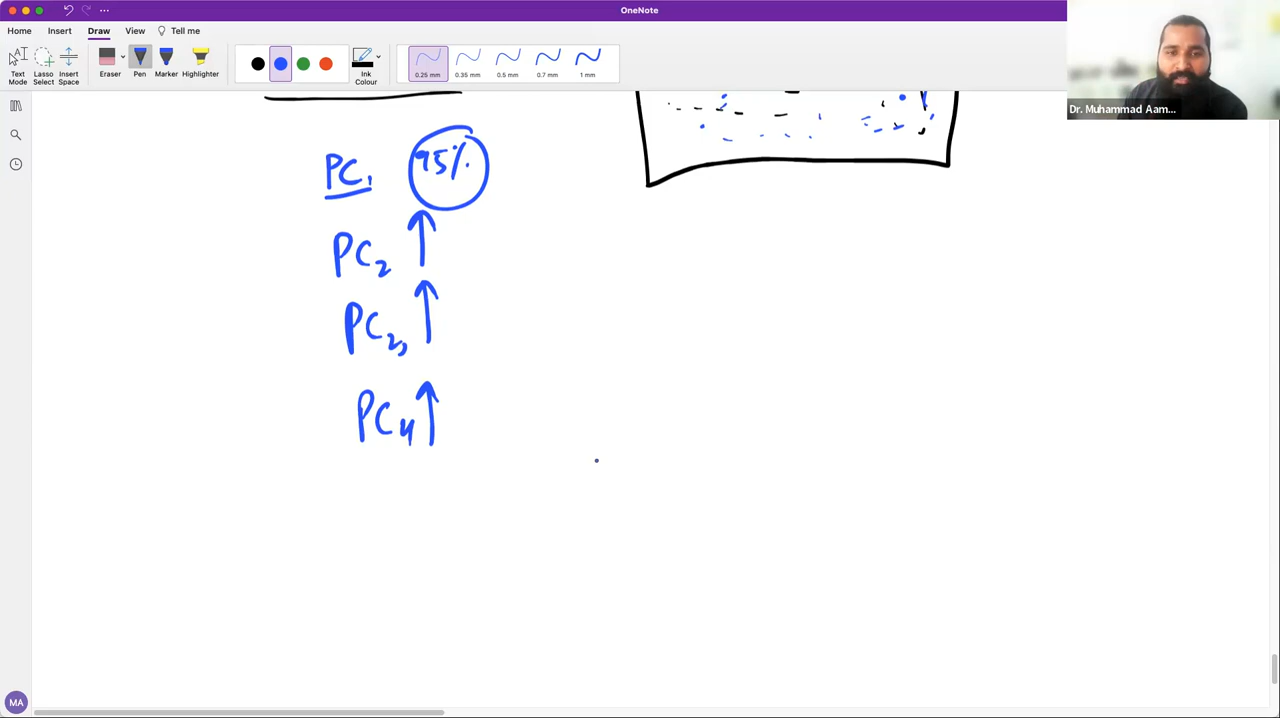 OneNote
Home Insert Draw View Tell me
Text Mode
Lasso Select
Insert Space
Eraser
Pen
Marker
Highlighter
Ink Colour
0.25 mm
0.35 mm
0.5 mm
0.7 mm
1 mm
Dr. Muhammad Aam...
PC1 95%
PC2 ↑
PC2, ↑
PC4 ↑
MA